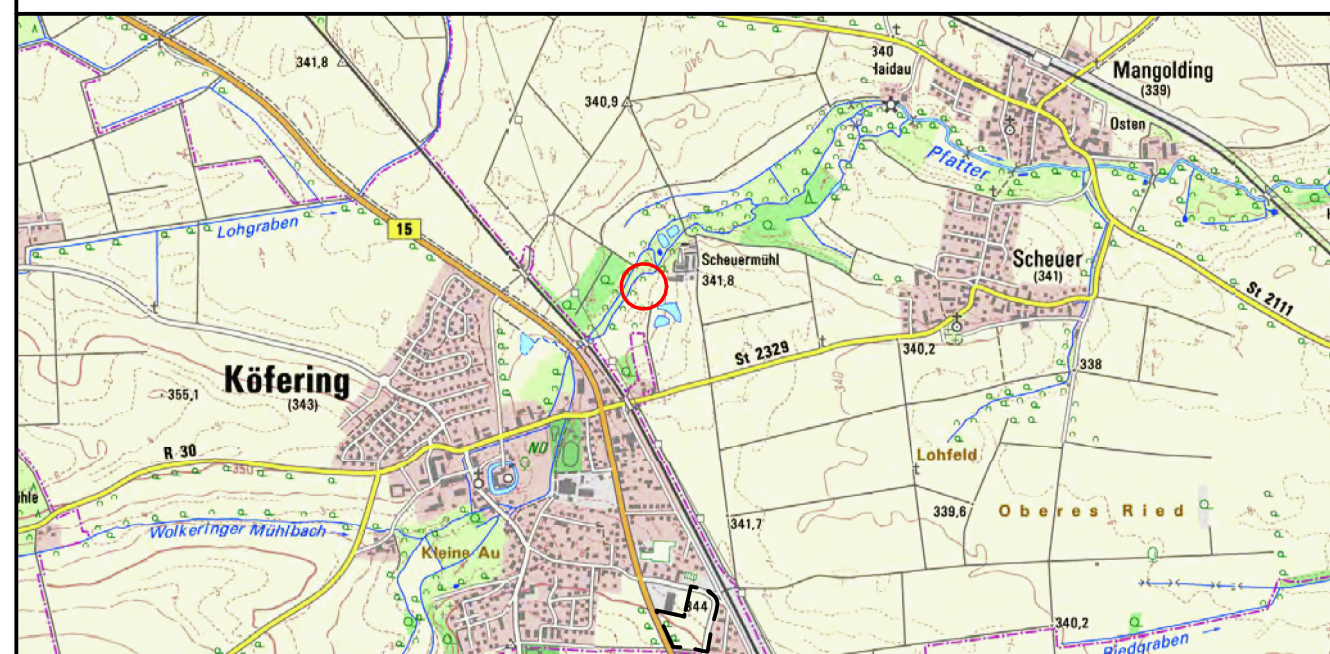 341,8
340
Haidau
Mangolding
(339)
340,9
Osten
Pfatter
Lohgraben
15
Scheuermühl
341,8
Scheuer
(341)
St 2111
St 2329
340,2
338
Köfering
(343)
355,1
ND
R 30
350
Lohfeld
339,6
Oberes Ried
341,7
Wolkeringer Mühlbach
Kleine Au
344
340,2
Riedgraben